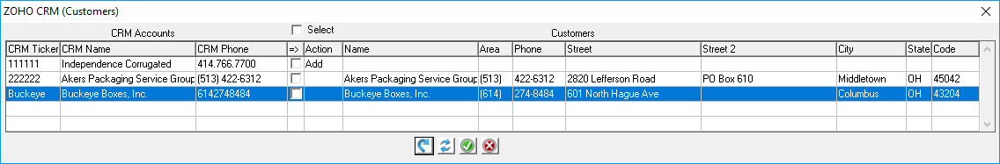 ZOHO CRM (Customers)
CRM Accounts Select Customers
CRM Ticker CRM Name CRM Phone => Action Name Area Phone Street Street 2 City State Code
111111 Independence Corrugated 414.766.7700 Add
222222 Akers Packaging Service Group (513) 422-6312 Akers Packaging Service Group (513) 422-6312 2820 Lefferson Road PO Box 610 Middletown OH 45042
Buckeye Buckeye Boxes, Inc. 6142748484 Buckeye Boxes, Inc. (614) 274-8484 601 North Hague Ave Columbus OH 43204